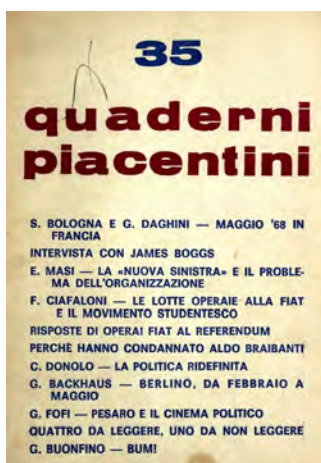 35
quaderni
piacentini
S. BOLOGNA E G. DAGHINI — MAGGIO '68 IN
FRANCIA
INTERVISTA CON JAMES BOGGS
E. MASI — LA «NUOVA SINISTRA» E IL PROBLE-
MA DELL'ORGANIZZAZIONE
F. CIAFALONI — LE LOTTE OPERAIE ALLA FIAT
E IL MOVIMENTO STUDENTESCO
RISPOSTE DI OPERAI FIAT AL REFERENDUM
PERCHÈ HANNO CONDANNATO ALDO BRAIBANTI
C. DONOLO — LA POLITICA RIDEFINITA
G. BACKHAUS — BERLINO, DA FEBBRAIO A
MAGGIO
G. FOFI — PESARO E IL CINEMA POLITICO
QUATTRO DA LEGGERE, UNO DA NON LEGGERE
G. BUONFINO — BUM!